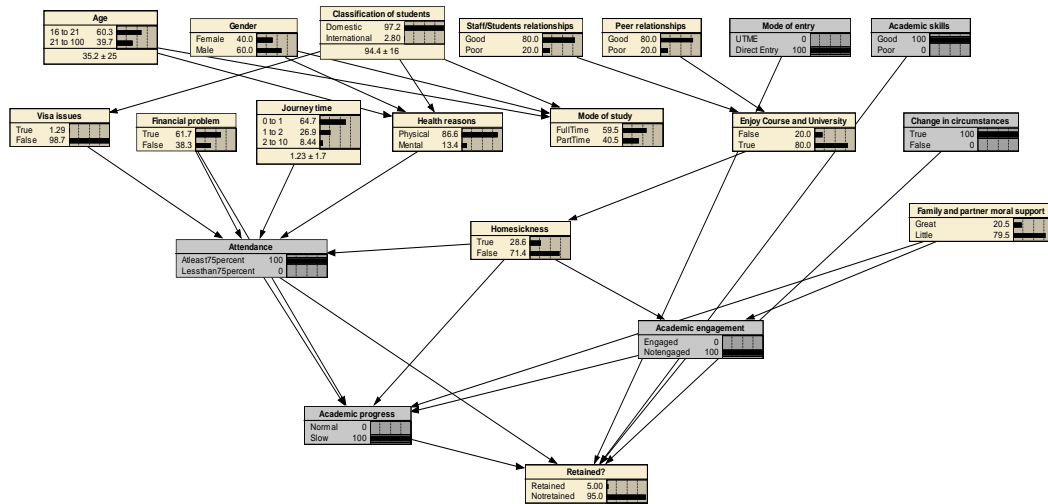 Age
16 to 21 60.3
21 to 100 39.7
35.2 ± 25
Gender
Female 40.0
Male 60.0
Classification of students
Domestic 97.2
International 2.80
94.4 ± 16
Staff/Students relationships
Good 80.0
Poor 20.0
Peer relationships
Good 80.0
Poor 20.0
Mode of entry
UTME 0
Direct Entry 100
Academic skills
Good 100
Poor 0
Visa issues
True 1.29
False 98.7
Financial problem
True 61.7
False 38.3
Journey time
0 to 1 64.7
1 to 2 26.9
2 to 10 8.44
1.23 ± 1.7
Health reasons
Physical 86.6
Mental 13.4
Mode of study
FullTime 59.5
PartTime 40.5
Enjoy Course and University
False 20.0
True 80.0
Change in circumstances
True 100
False 0
Family and partner moral support
Great 20.5
Little 79.5
Attendance
Atleast75percent 100
Lessthan75percent 0
Homesickness
True 28.6
False 71.4
Academic engagement
Engaged 0
Notengaged 100
Academic progress
Normal 0
Slow 100
Retained?
Retained 5.00
Notretained 95.0